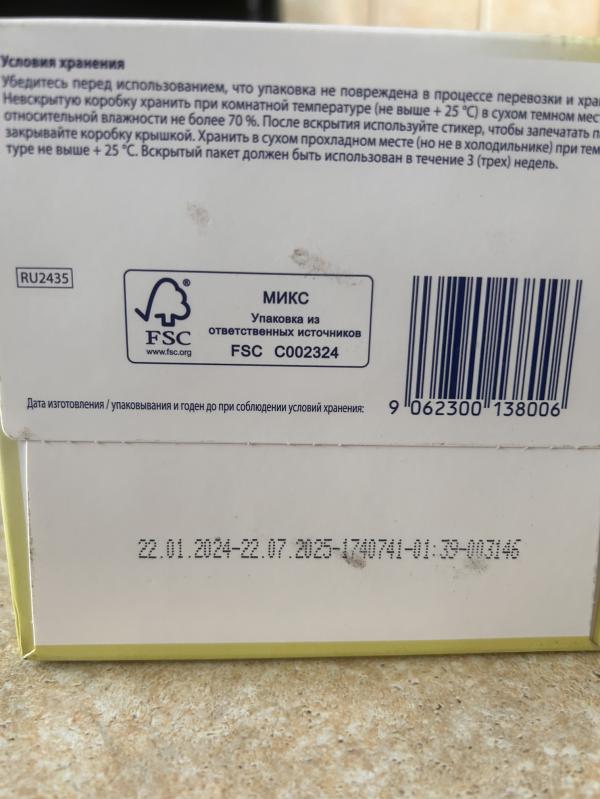 Условия хранения
Убедитесь перед использованием, что упаковка не повреждена в процессе перевозки и хра
Невскрытую коробку хранить при комнатной температуре (не выше + 25 °C) в сухом темном мес
относительной влажности не более 70 %. После вскрытия используйте стикер, чтобы запечатать п
закрывайте коробку крышкой. Хранить в сухом прохладном месте (но не в холодильнике) при тем
туре не выше + 25 °C. Вскрытый пакет должен быть использован в течение 3 (трех) недель.
RU2435
FSC
www.fsc.org
МИКС
Упаковка из
ответственных источников
FSC C002324
Дата изготовления / упаковывания и годен до при соблюдении условий хранения:
9 062300 138006
22.01.2024-22.07.2025-1740741-01:39-003146